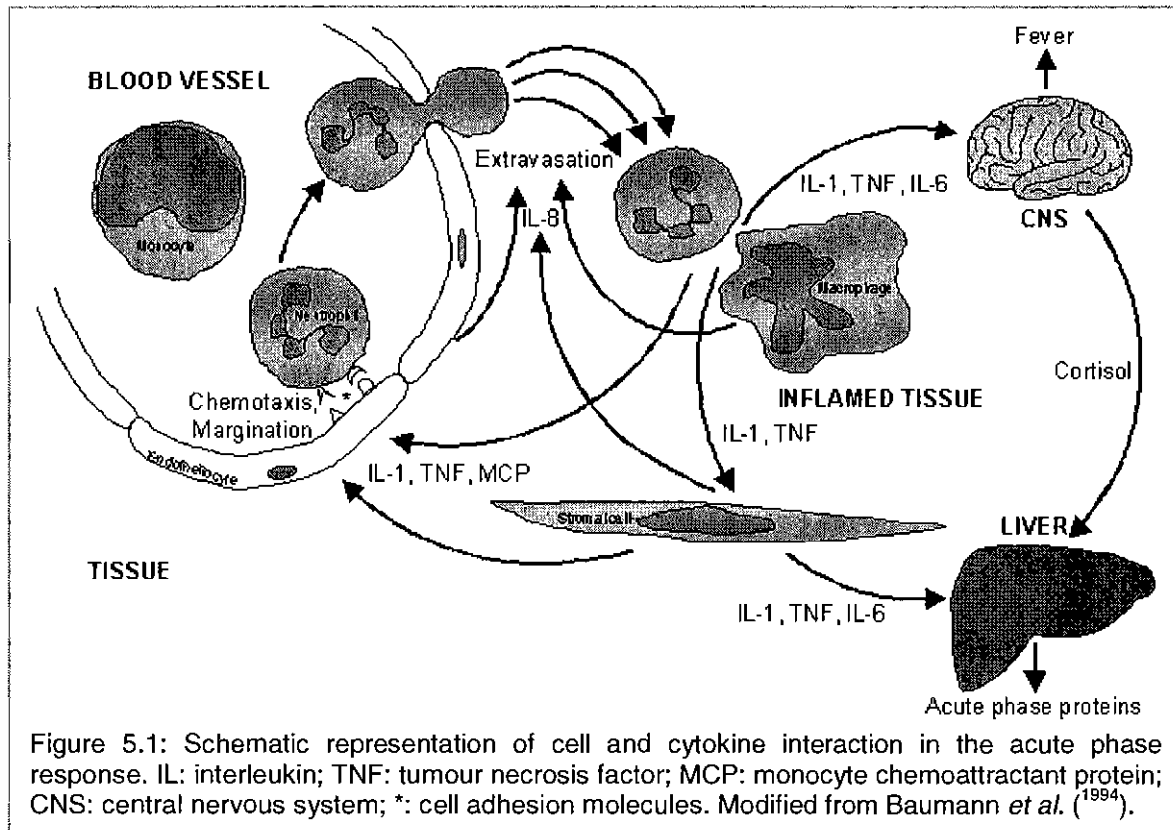 Fever
BLOOD VESSEL
Extravasation
IL-8
IL-1, TNF, IL-6
CNS
Monocyte
Neutrophil
Macrophage
Cortisol
Chemotaxis,
Margination
*
INFLAMED TISSUE
IL-1, TNF
Endotheliocyte
IL-1, TNF, MCP
Stromal cell
LIVER
TISSUE
IL-1, TNF, IL-6
Acute phase proteins
Figure 5.1: Schematic representation of cell and cytokine interaction in the acute phase
response. IL: interleukin; TNF: tumour necrosis factor; MCP: monocyte chemoattractant protein;
CNS: central nervous system; *: cell adhesion molecules. Modified from Baumann et al. (1994).